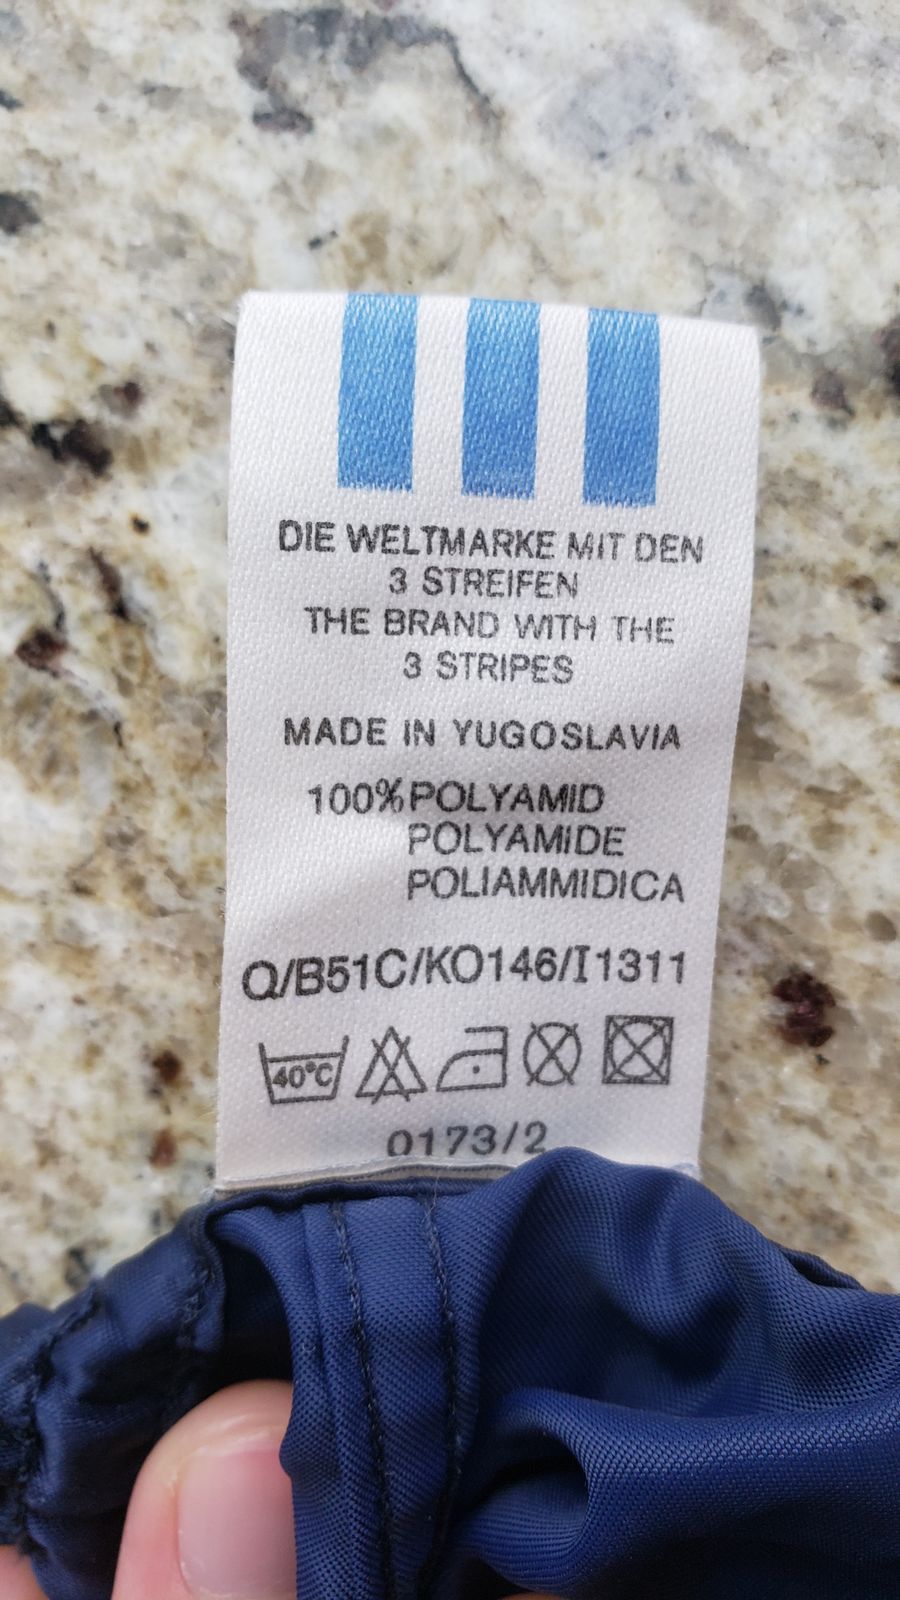 DIE WELTMARKE MIT DEN
3 STREIFEN
THE BRAND WITH THE
3 STRIPES
MADE IN YUGOSLAVIA
100% POLYAMID
POLYAMIDE
POLIAMMIDICA
Q/B51C/KO146/I1311
40°C
0173/2